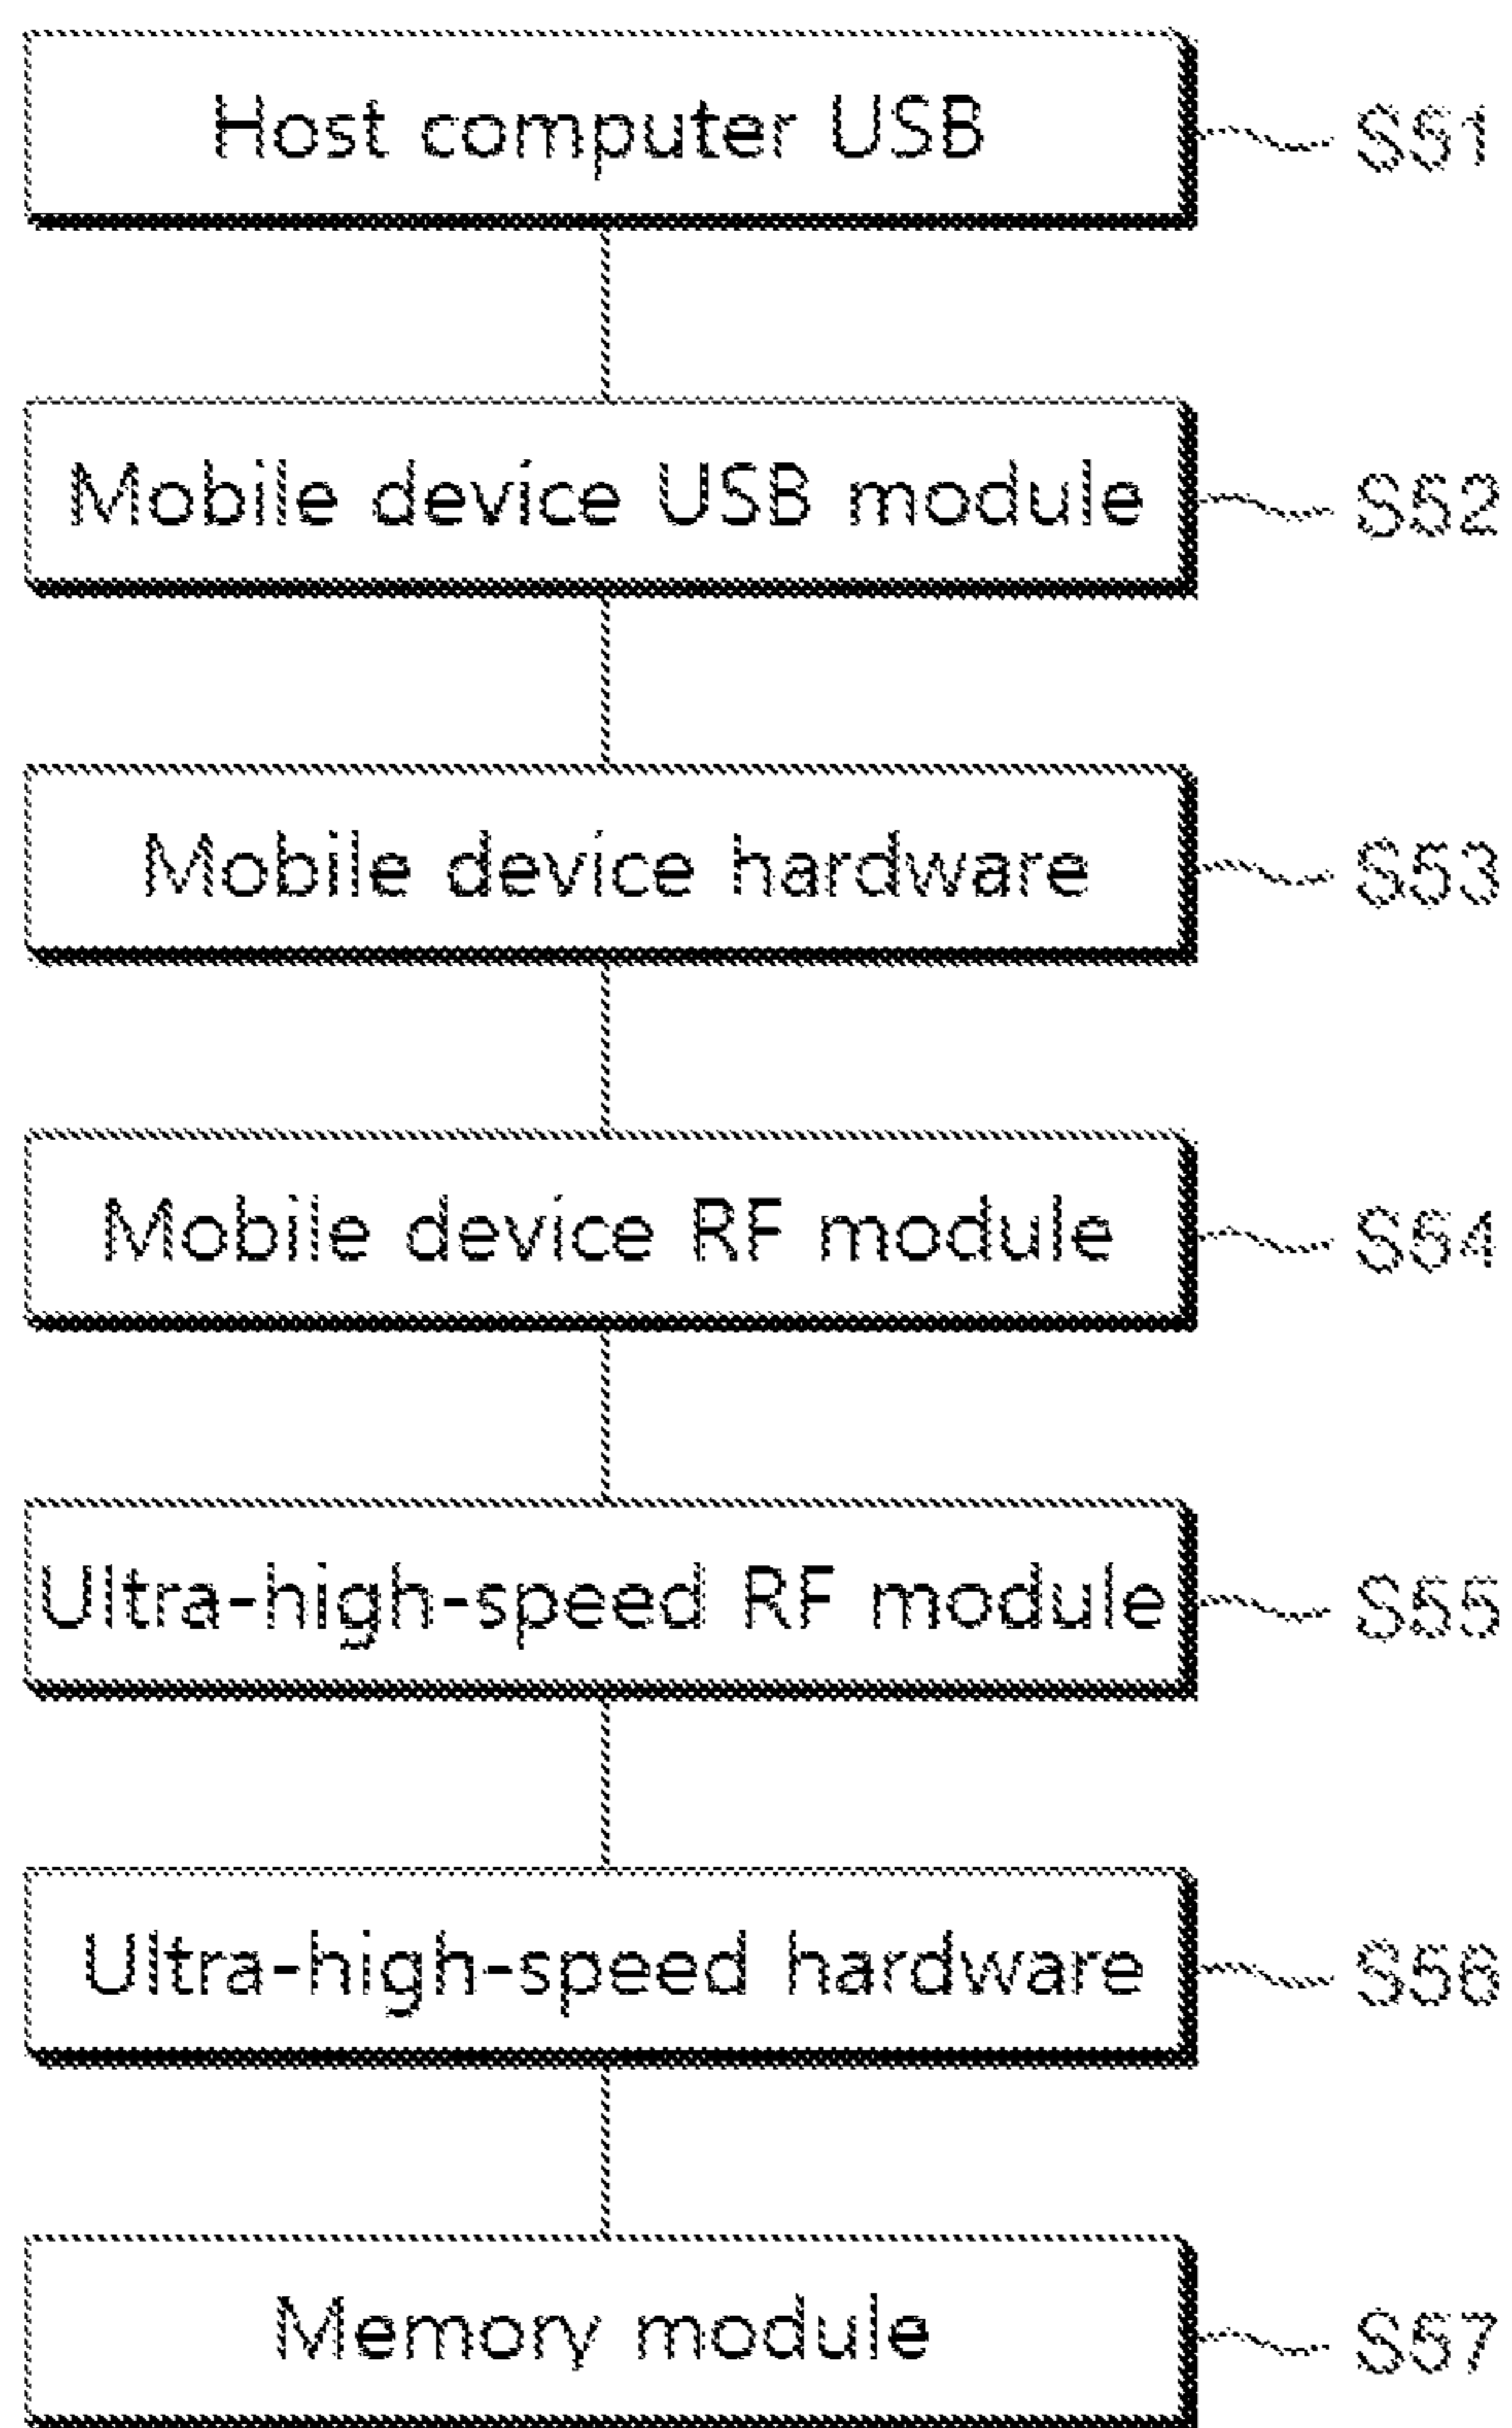 Host computer USB S51
Mobile device USB module S52
Mobile device hardware S53
Mobile device RF module S54
Ultra-high-speed RF module S55
Ultra-high-speed hardware S56
Memory module S57